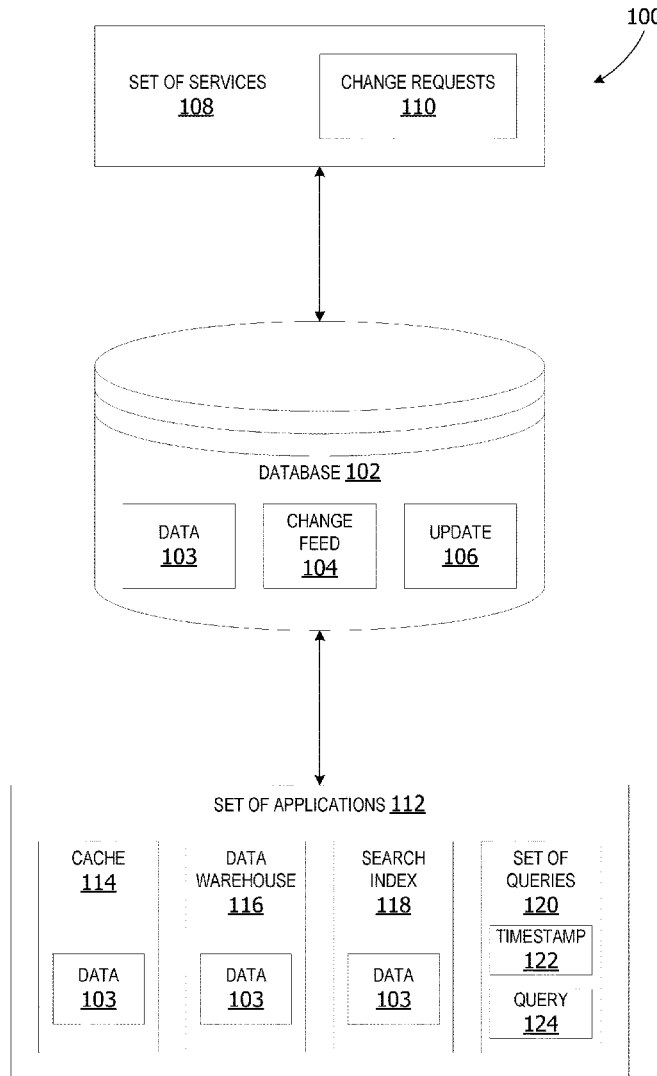 100
SET OF SERVICES
108
CHANGE REQUESTS
110
DATABASE 102
DATA
103
CHANGE
FEED
104
UPDATE
106
SET OF APPLICATIONS 112
CACHE
114
DATA
103
DATA
WAREHOUSE
116
DATA
103
SEARCH
INDEX
118
DATA
103
SET OF
QUERIES
120
TIMESTAMP
122
QUERY
124